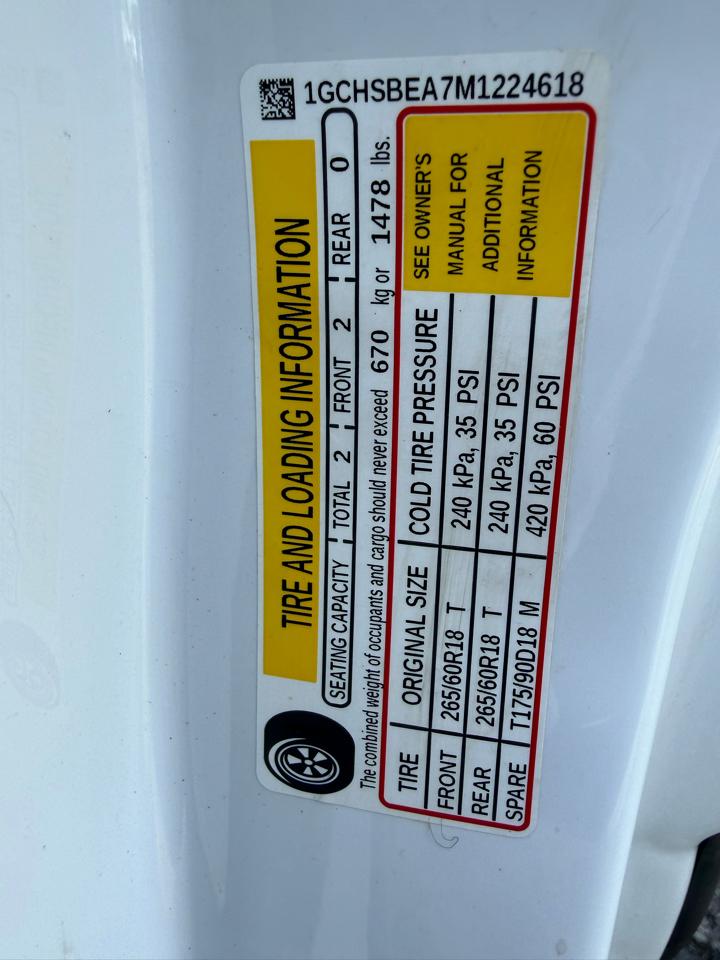 1GCHSBEA7M1224618
TIRE AND LOADING INFORMATION
SEATING CAPACITY TOTAL 2 FRONT 2 REAR 0
The combined weight of occupants and cargo should never exceed 670 kg or 1478 lbs.
TIRE ORIGINAL SIZE COLD TIRE PRESSURE
FRONT 265/60R18 T 240 kPa, 35 PSI
REAR 265/60R18 T 240 kPa, 35 PSI
SPARE T175/90D18 M 420 kPa, 60 PSI
SEE OWNER'S
MANUAL FOR
ADDITIONAL
INFORMATION